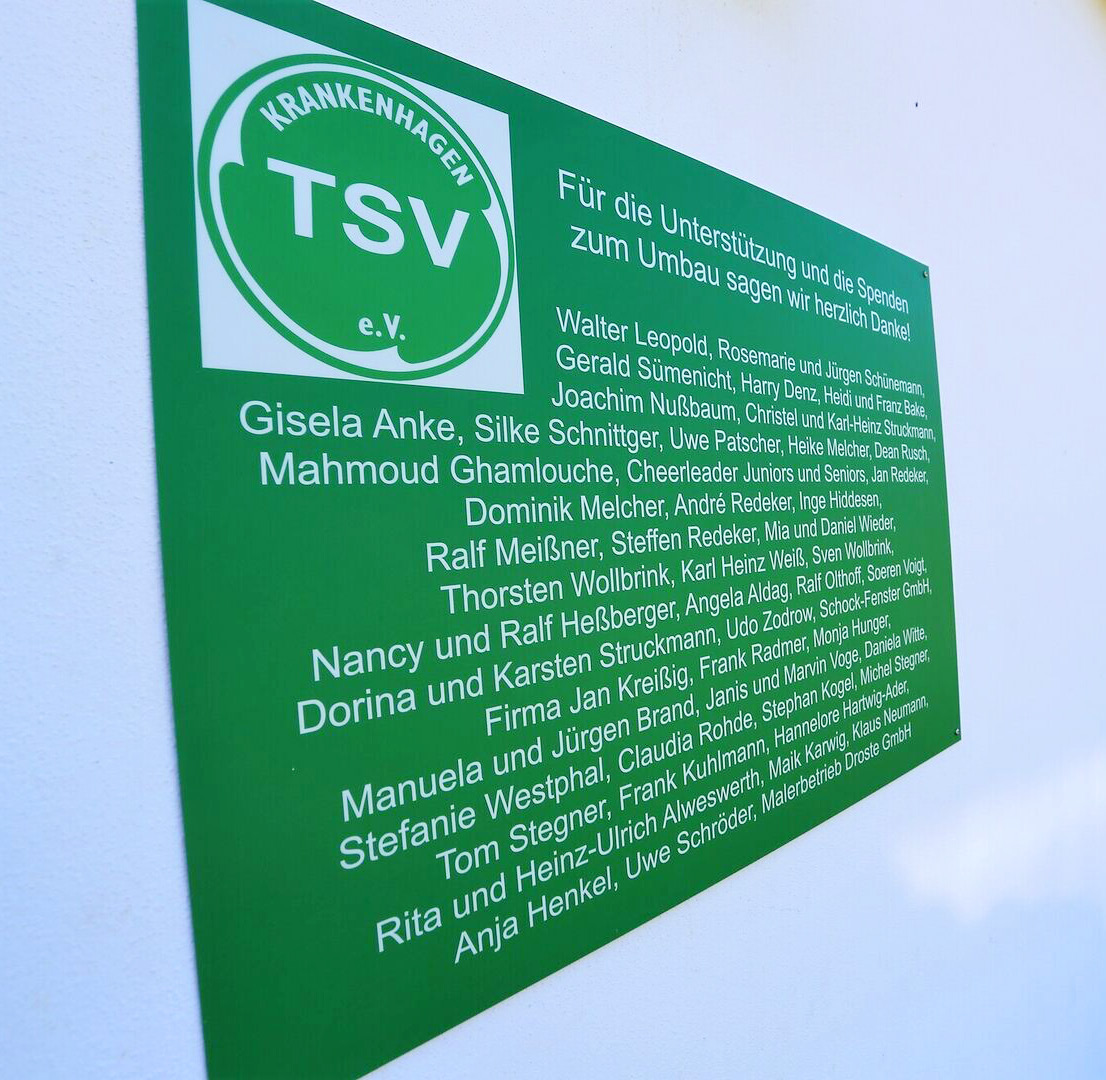 KRANKENHAGEN
TSV
e.V.
Für die Unterstützung und die Spenden
zum Umbau sagen wir herzlich Danke!
Walter Leopold, Rosemarie und Jürgen Schünemann,
Gerald Sümenicht, Harry Denz, Heidi und Franz Bake,
Joachim Nußbaum, Christel und Karl-Heinz Struckmann,
Gisela Anke, Silke Schnittger, Uwe Patscher, Heike Melcher, Dean Rusch,
Mahmoud Ghamlouche, Cheerleader Juniors und Seniors, Jan Redeker,
Dominik Melcher, André Redeker, Inge Hiddesen,
Ralf Meißner, Steffen Redeker, Mia und Daniel Wieder,
Thorsten Wollbrink, Karl Heinz Weiß, Sven Wollbrink,
Nancy und Ralf Heßberger, Angela Aldag, Ralf Olthoff, Soeren Voigt,
Dorina und Karsten Struckmann, Udo Zodrow, Schock-Fenster GmbH,
Firma Jan Kreißig, Frank Radmer, Monja Hunger,
Manuela und Jürgen Brand, Janis und Marvin Voge, Daniela Witte,
Stefanie Westphal, Claudia Rohde, Stephan Kogel, Michel Stegner,
Tom Stegner, Frank Kuhlmann, Hannelore Hartwig-Ader,
Rita und Heinz-Ulrich Alweswerth, Maik Karwig, Klaus Neumann,
Anja Henkel, Uwe Schröder, Malerbetrieb Droste GmbH